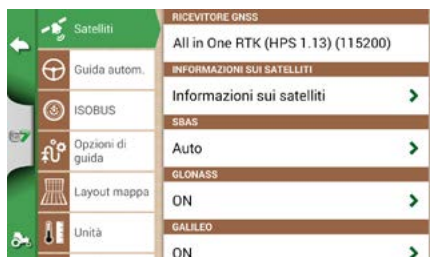 Satelliti
Guida autom.
ISOBUS
Opzioni di
guida
Layout mappa
Unità
RICEVITORE GNSS
All in One RTK (HPS 1.13) (115200)
INFORMAZIONI SUI SATELLITI
Informazioni sui satelliti
SBAS
Auto
GLONASS
ON
GALILEO
ON